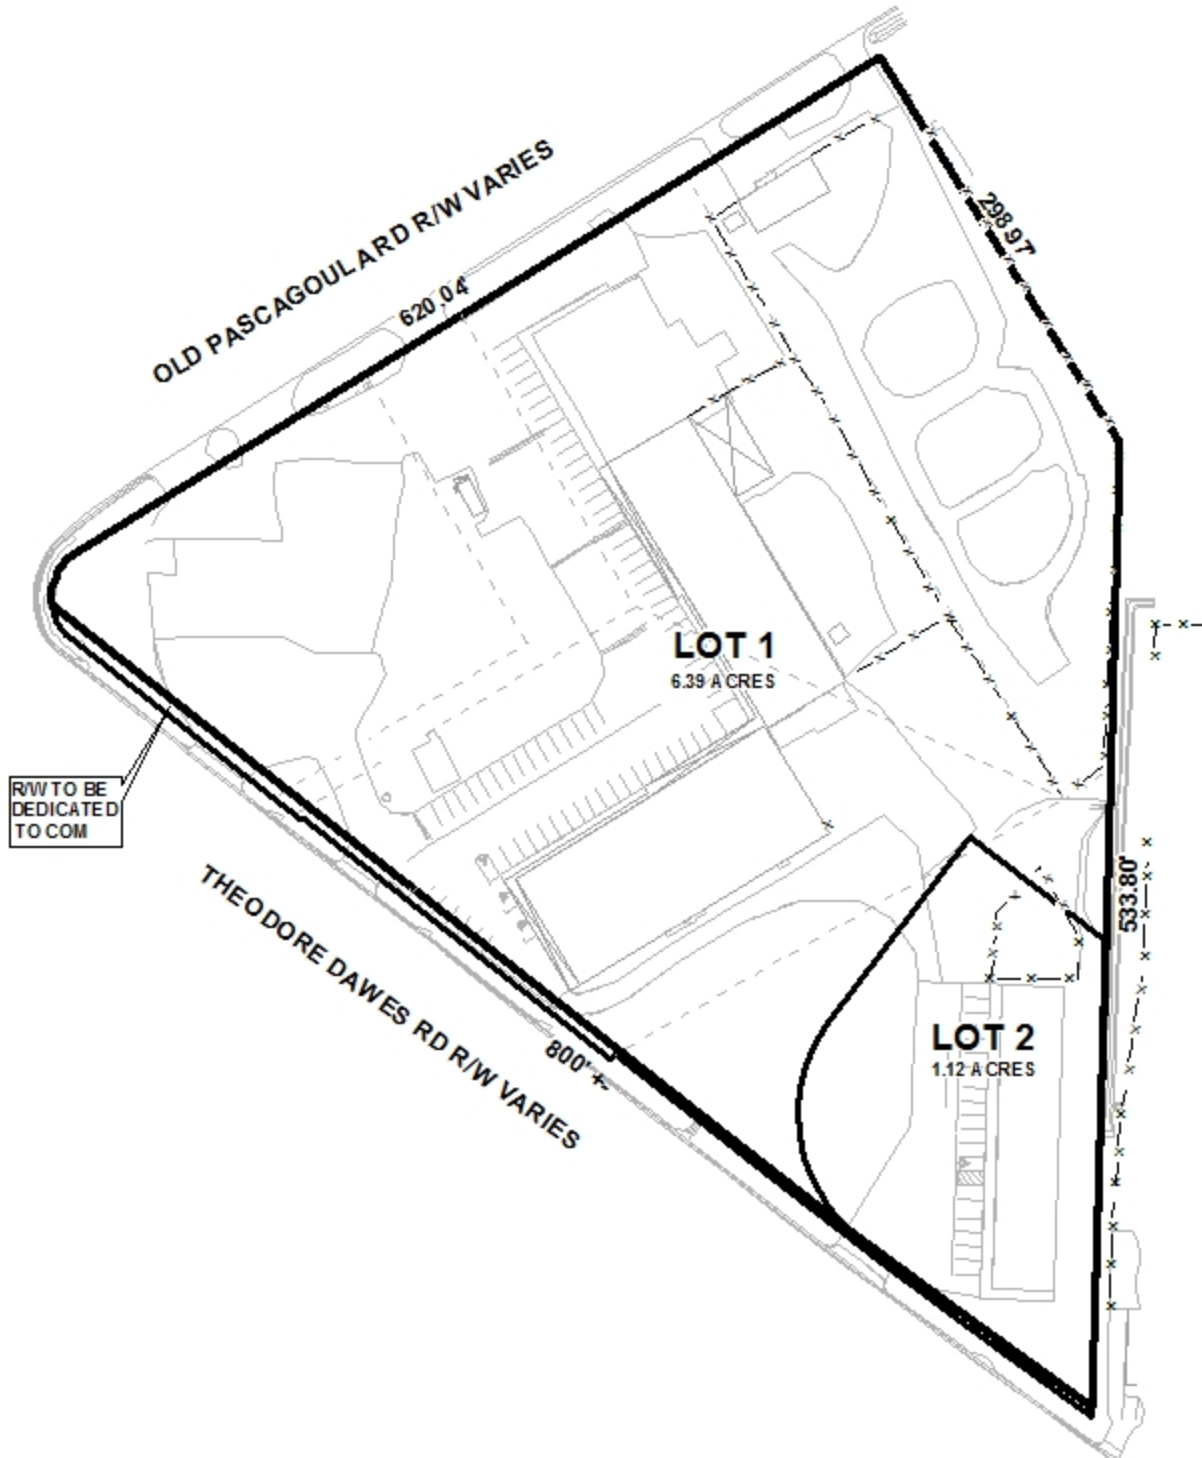 OLD PASCAGOULA RD R/W VARIES
620.04'
298.97'
LOT 1
6.39 ACRES
R/W TO BE
DEDICATED
TO COM
533.80'
THEODORE DAWES RD R/W VARIES
800' +-
LOT 2
1.12 ACRES